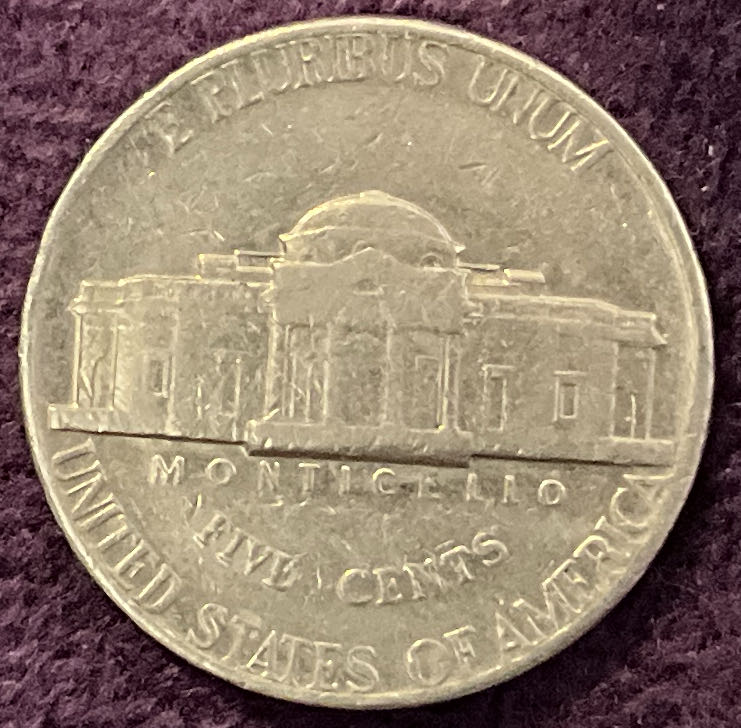 E PLURIBUS UNUM
MONTICELLO
FIVE CENTS
UNITED STATES OF AMERICA